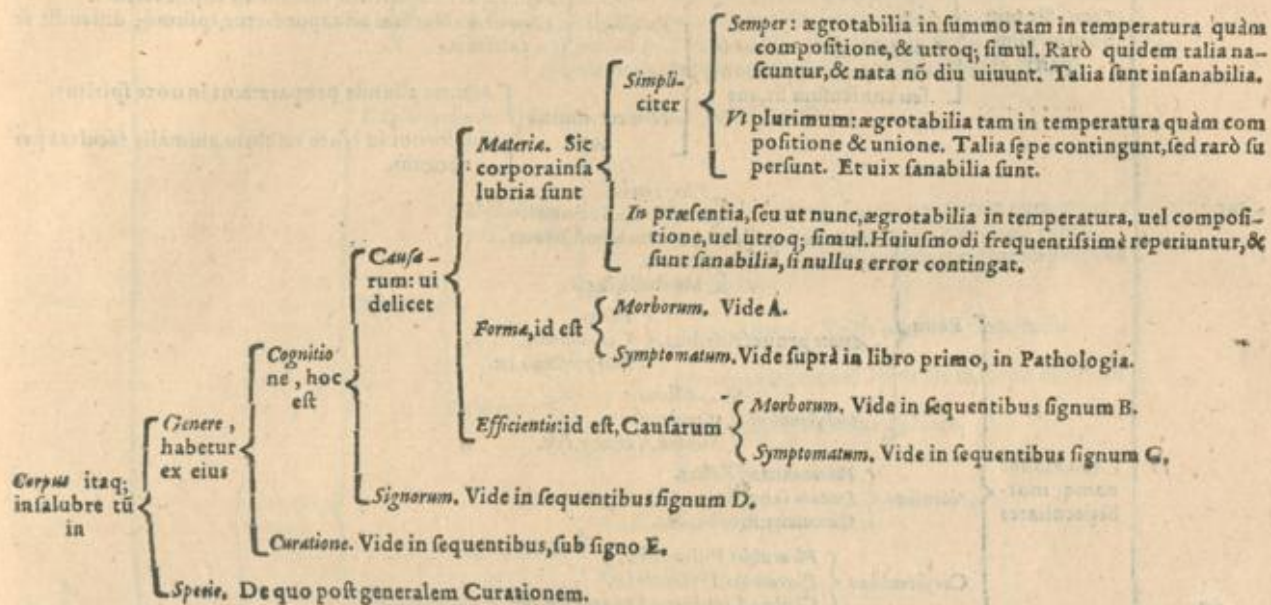 Corpus itaq;
insalubre tū
in
Genere,
habetur
ex eius
Cognitio
ne, hoc
est
Causa-
rum: ui
delicet
Materiæ. Sic
corpora insa
lubria sunt
Simpli-
citer
Semper: ægrotabilia in summo tam in temperatura quàm
compositione, & utroq; simul. Rarò quidem talia na-
scuntur, & nata nō diu uiuunt. Talia sunt insanabilia.
Vt plurimum: ægrotabilia tam in temperatura quàm com
positione & unione. Talia sępe contingunt, sed rarò su
persunt. Et uix sanabilia sunt.
In præsentia, seu ut nunc, ægrotabilia in temperatura, uel composi-
tione, uel utroq; simul. Huiusmodi frequentissimè reperiuntur, &
sunt sanabilia, si nullus error contingat.
Formæ, id est
Morborum. Vide A.
Symptomatum. Vide suprà in libro primo, in Pathologia.
Efficientis: id est, Causarum
Morborum. Vide in sequentibus signum B.
Symptomatum. Vide in sequentibus signum C.
Signorum. Vide in sequentibus signum D.
Curatione. Vide in sequentibus, sub signo E.
Specie. De quo post generalem Curationem.